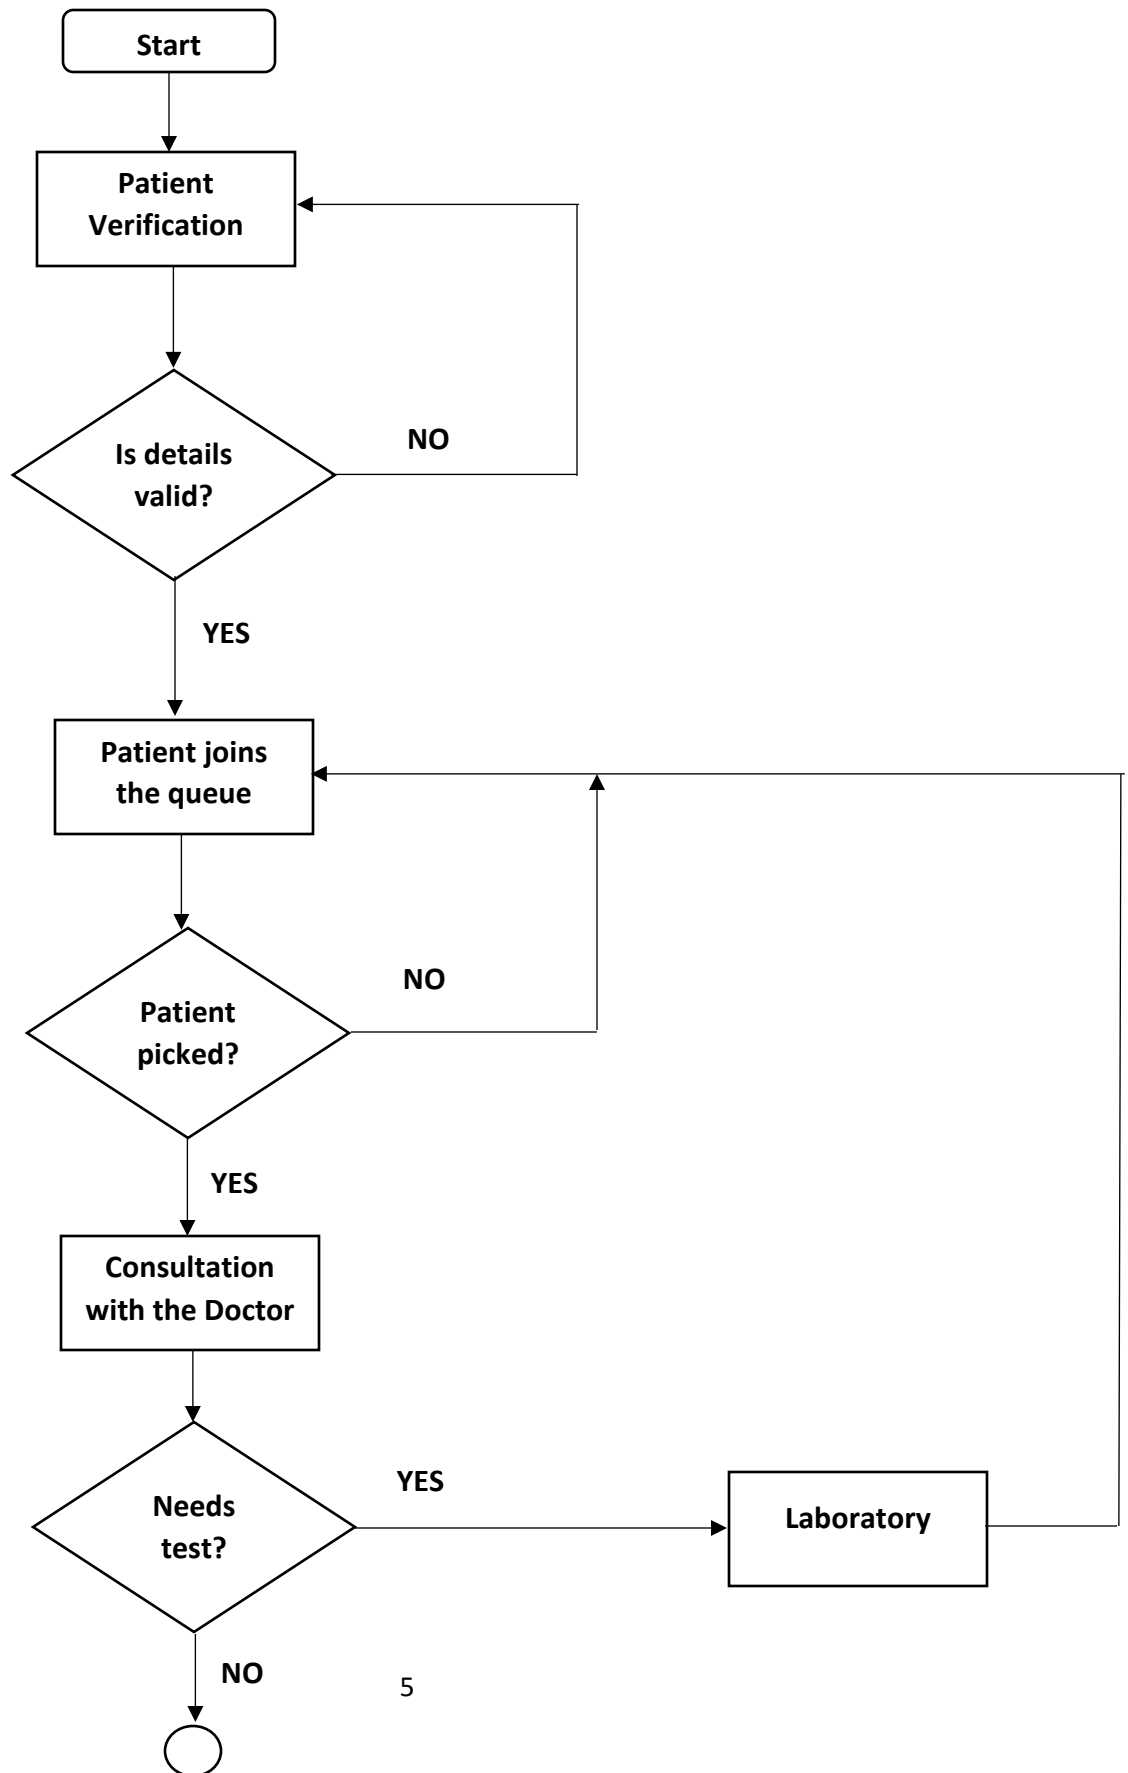 Start
Patient
Verification
Is details
valid?
NO
YES
Patient joins
the queue
Patient
picked?
NO
YES
Consultation
with the Doctor
Needs
test?
YES
Laboratory
NO
5